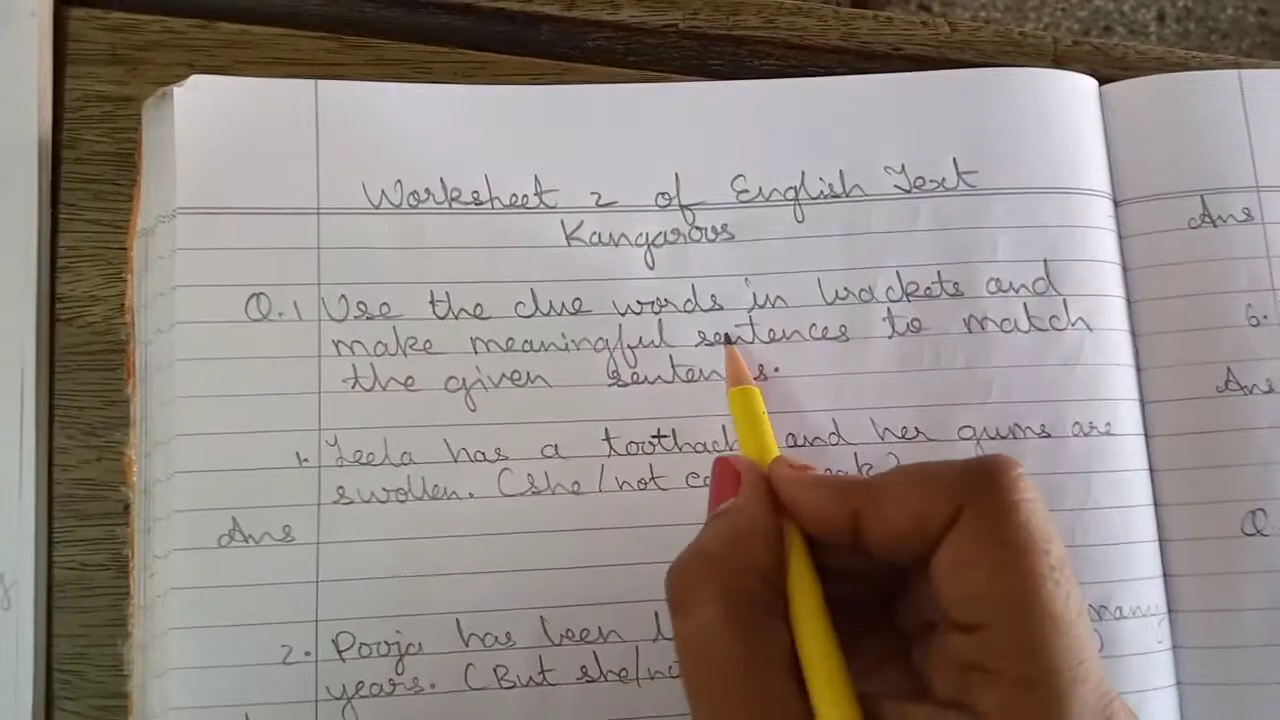 Worksheet 2 of English Text
Kangarous
Q.1 Use the clue words in brackets and
make meaningful sentences to match
the given
1. Leela has a and her gums are
swollen. (she/not
Ans
2. Pooja has been many
years. (But she/
Ans
6.
Ans
Q.